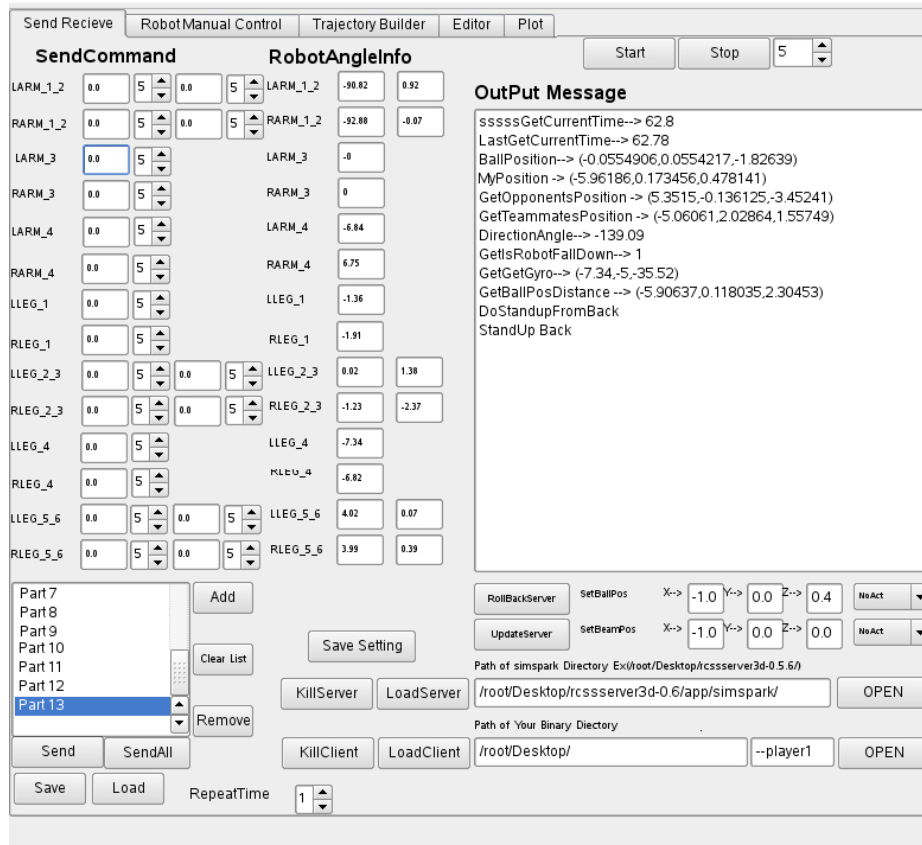 Send Recieve Robot Manual Control Trajectory Builder Editor Plot
SendCommand RobotAngleInfo Start Stop 5
LARM_1_2 0.0 5 0.0 5 LARM_1_2 -90.82 0.92
RARM_1_2 0.0 5 0.0 5 RARM_1_2 -92.88 -0.07
LARM_3 0.0 5 LARM_3 -0
RARM_3 0.0 5 RARM_3 0
LARM_4 0.0 5 LARM_4 -6.84
RARM_4 0.0 5 RARM_4 6.75
LLEG_1 0.0 5 LLEG_1 -1.36
RLEG_1 0.0 5 RLEG_1 -1.91
LLEG_2_3 0.0 5 0.0 5 LLEG_2_3 0.02 1.38
RLEG_2_3 0.0 5 0.0 5 RLEG_2_3 -1.23 -2.37
LLEG_4 0.0 5 LLEG_4 -7.34
RLEG_4 0.0 5 RLEG_4 -6.82
LLEG_5_6 0.0 5 0.0 5 LLEG_5_6 4.02 0.07
RLEG_5_6 0.0 5 0.0 5 RLEG_5_6 3.99 0.39
OutPut Message
sssssGetCurrentTime--> 62.8
LastGetCurrentTime--> 62.78
BallPosition--> (-0.0554906,0.0554217,-1.82639)
MyPosition -> (-5.96186,0.173456,0.478141)
GetOpponentsPosition -> (5.3515,-0.136125,-3.45241)
GetTeammatesPosition -> (-5.06061,2.02864,1.55749)
DirectionAngle--> -139.09
GetIsRobotFallDown--> 1
GetGetGyro--> (-7.34,-5,-35.52)
GetBallPosDistance --> (-5.90637,0.118035,2.30453)
DoStandupFromBack
StandUp Back
Part 7
Part 8
Part 9
Part 10
Part 11
Part 12
Part 13
Add
Clear List
Remove
Send SendAll
Save Load RepeatTime 1
Save Setting
KillServer LoadServer
KillClient LoadClient
RollBackServer SetBallPos X--> -1.0 Y--> 0.0 Z--> 0.4 NoAct
UpdateServer SetBeamPos X--> -1.0 Y--> 0.0 Z--> 0.0 NoAct
Path of simspark Directory Ex(/root/Desktop/rcssserver3d-0.5.6/)
/root/Desktop/rcssserver3d-0.6/app/simspark/ OPEN
Path of Your Binary Diectory .
/root/Desktop/ --player1 OPEN